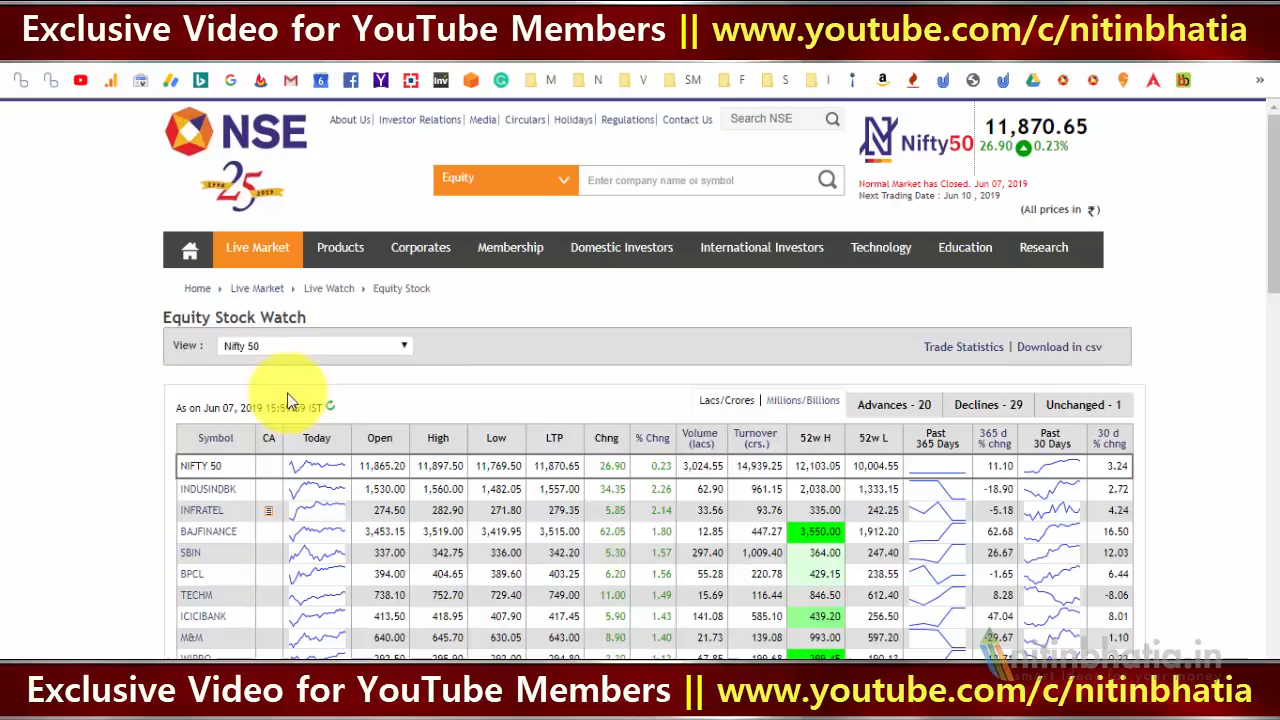 Exclusive Video for YouTube Members || www.youtube.com/c/nitinbhatia
M N V SM F S I »
NSE
About Us| Investor Relations| Media| Circulars| Holidays| Regulations| Contact Us
Search NSE
Nifty50
11,870.65
26.90 0.23%
Equity
Enter company name or symbol
Normal Market has Closed. Jun 07, 2019
Next Trading Date : Jun 10 , 2019
(All prices in ₹)
Live Market Products Corporates Membership Domestic Investors International Investors Technology Education Research
Home Live Market Live Watch Equity Stock
Equity Stock Watch
View : Nifty 50
Trade Statistics | Download in csv
As on Jun 07, 2019 IST
Lacs/Crores | Millions/Billions
Advances - 20 Declines - 29 Unchanged - 1
Symbol CA Today Open High Low LTP Chng % Chng Volume (lacs) Turnover (crs.) 52w H 52w L Past 365 Days 365 d % chng Past 30 Days 30 d % chng
NIFTY 50 11,865.20 11,897.50 11,769.50 11,870.65 26.90 0.23 3,024.55 14,939.25 12,103.05 10,004.55 11.10 3.24
INDUSINDBK 1,530.00 1,560.00 1,482.05 1,557.00 34.35 2.26 62.90 961.15 2,038.00 1,333.15 -18.90 2.72
INFRATEL 274.50 282.90 271.80 279.35 5.85 2.14 33.56 93.76 335.00 242.25 -5.18 4.24
BAJFINANCE 3,453.15 3,519.00 3,419.95 3,515.00 62.05 1.80 12.85 447.27 3,550.00 1,912.20 62.68 16.50
SBIN 337.00 342.75 336.00 342.20 5.30 1.57 297.40 1,009.40 364.00 247.40 26.67 12.03
BPCL 394.00 404.65 389.60 403.25 6.20 1.56 55.28 220.78 429.15 238.55 -1.65 6.44
TECHM 738.10 752.70 729.40 749.00 11.00 1.49 15.69 116.44 846.50 612.40 8.28 -8.06
ICICIBANK 413.50 418.95 407.90 417.45 5.90 1.43 141.08 585.10 439.20 256.50 47.04 8.01
M&M 640.00 645.70 630.05 643.00 8.90 1.40 21.73 139.08 993.00 597.20 -29.67 1.10
nitinbhatia.in
smart ideas for your money
Exclusive Video for YouTube Members || www.youtube.com/c/nitinbhatia